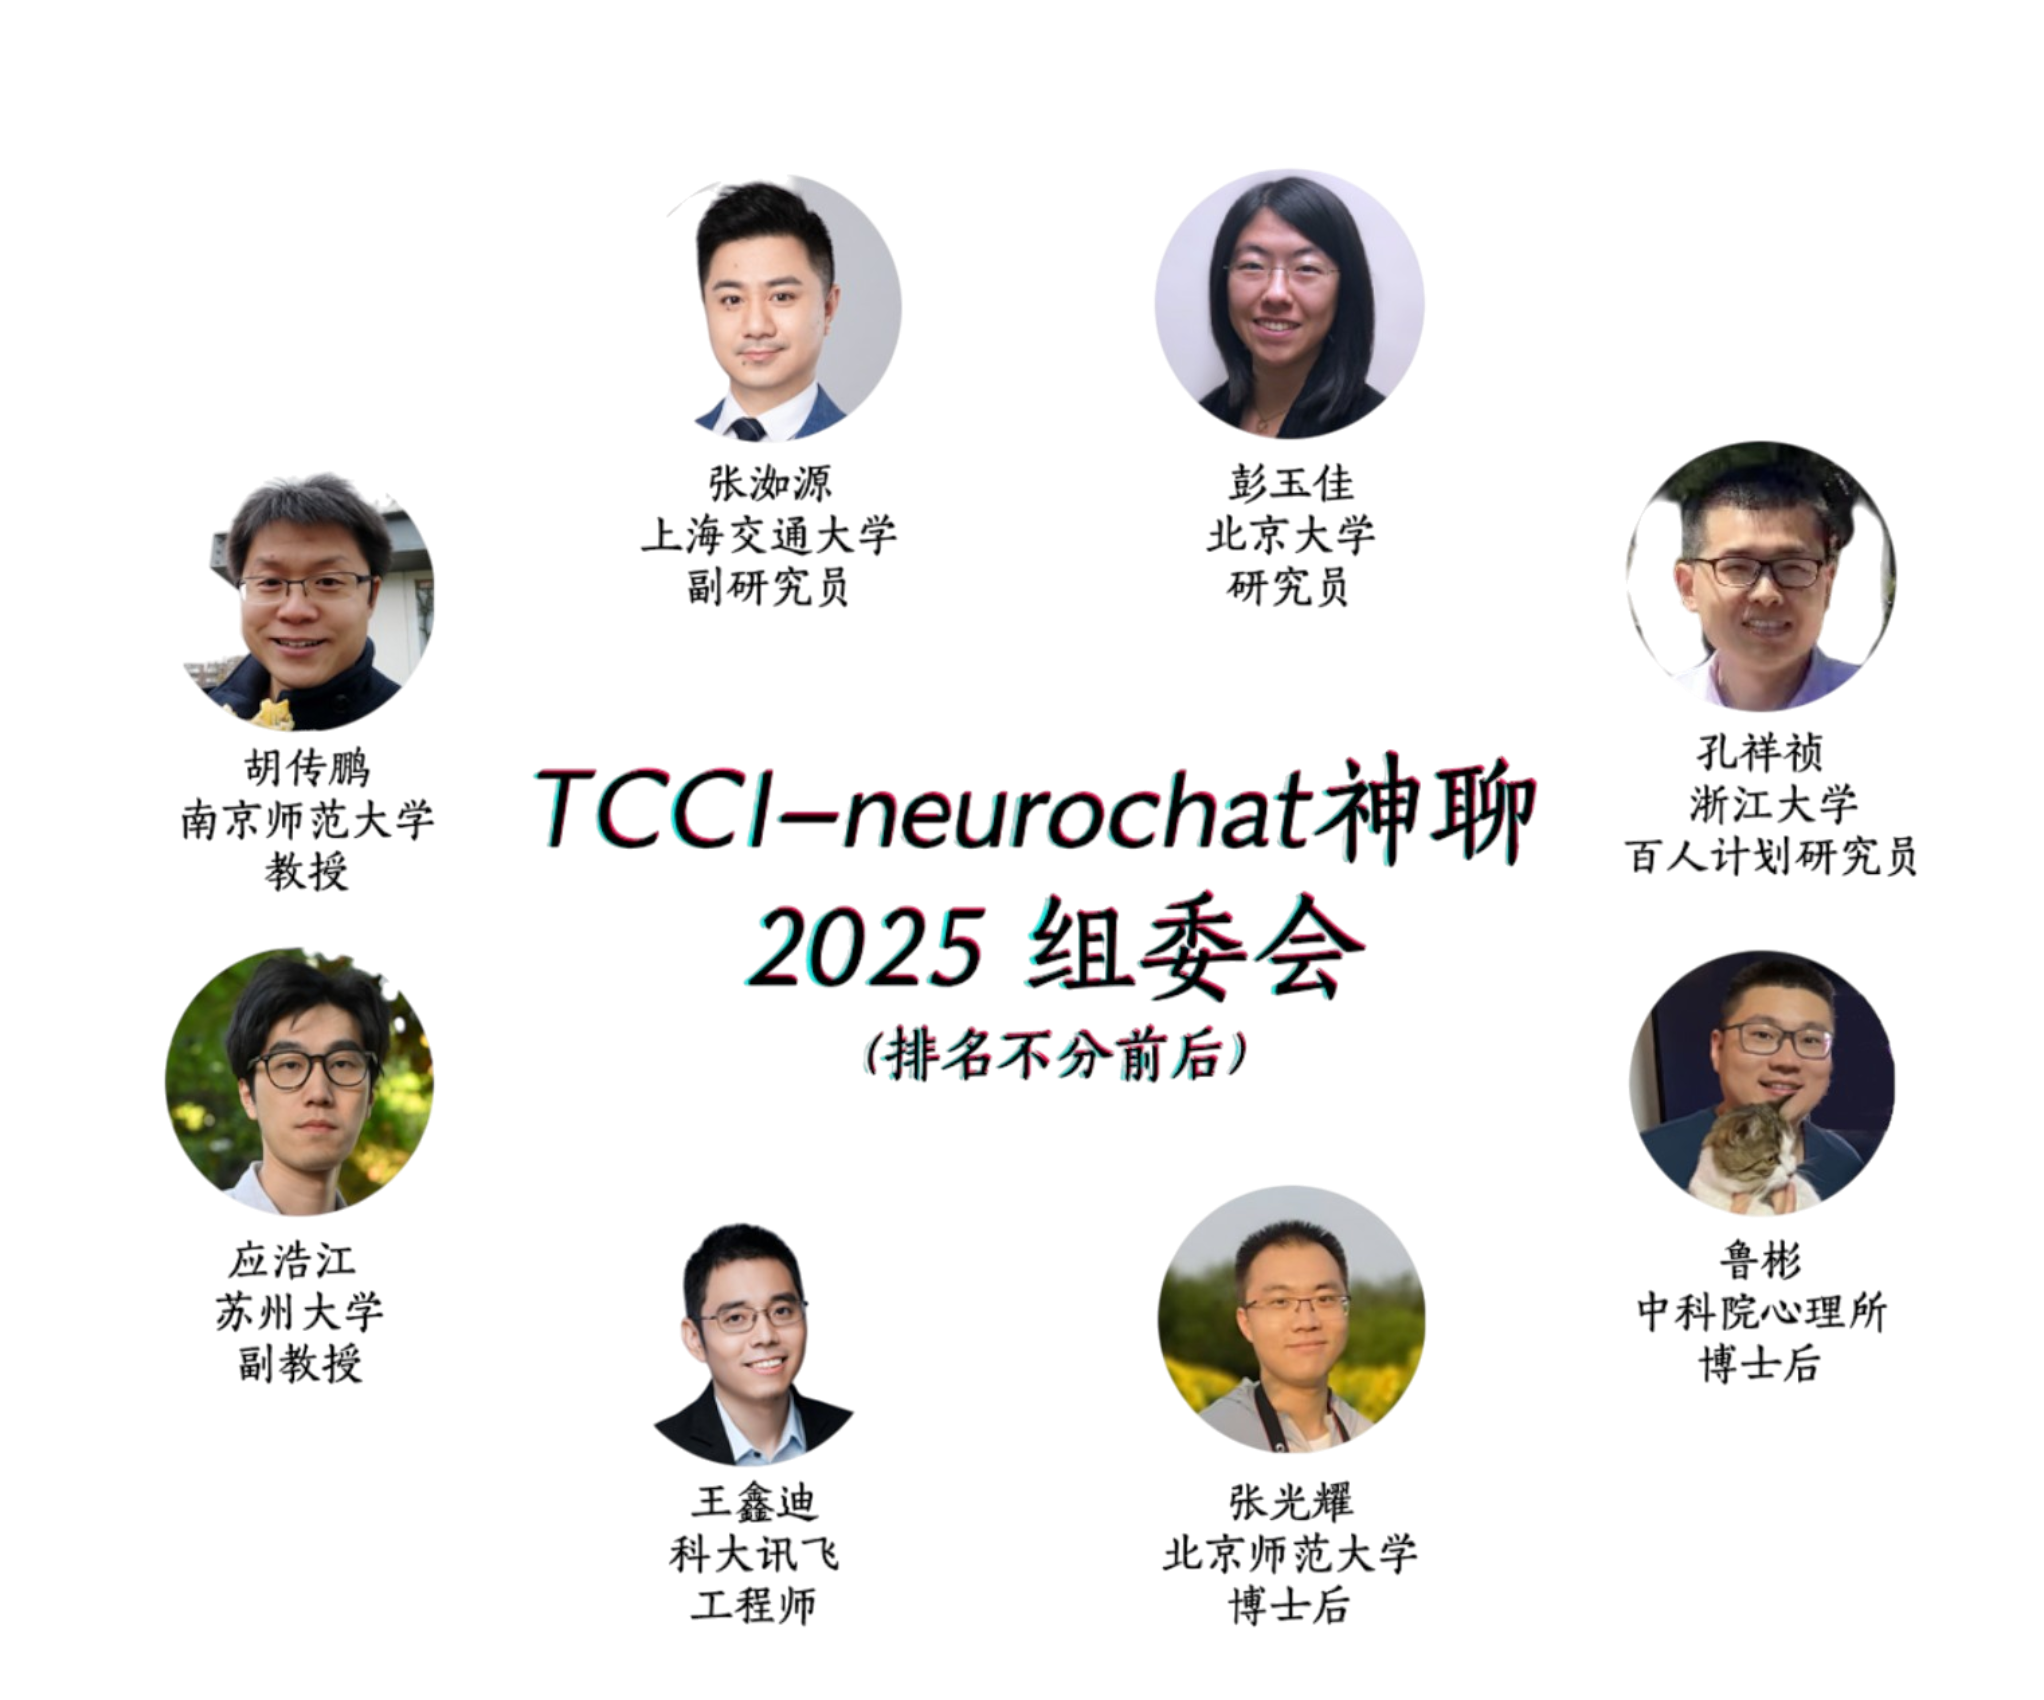 张洳源
上海交通大学
副研究员
彭玉佳
北京大学
研究员
胡传鹏
南京师范大学
教授
孔祥祯
浙江大学
百人计划研究员
TCCI-neurochat神聊
2025 组委会
(排名不分前后)
应浩江
苏州大学
副教授
鲁彬
中科院心理所
博士后
王鑫迪
科大讯飞
工程师
张光耀
北京师范大学
博士后